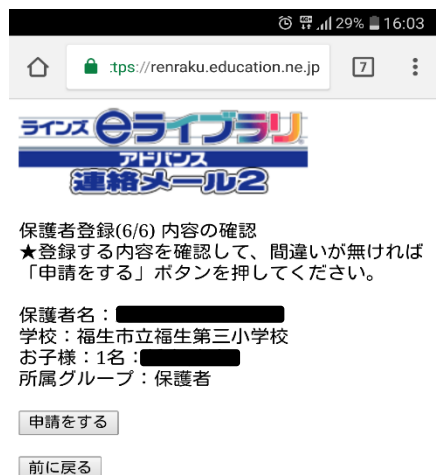 29% 16:03
:tps://renraku.education.ne.jp 7
ラインズeライブラリ
アドバンス
連絡メール2
保護者登録(6/6) 内容の確認
★登録する内容を確認して、間違いが無ければ
「申請をする」ボタンを押してください。
保護者名：
学校：福生市立福生第三小学校
お子様：1名：
所属グループ：保護者
申請をする
前に戻る